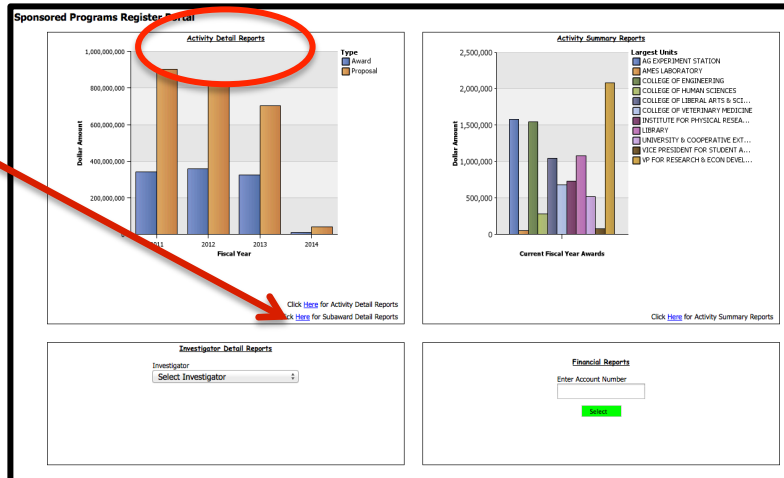 Sponsored Programs Register Portal
Activity Detail Reports
1,000,000,000
800,000,000
600,000,000
400,000,000
200,000,000
0
Dollar Amount
2011
2012
2013
2014
Fiscal Year
Type
Award
Proposal
Click Here for Activity Detail Reports
Here for Subaward Detail Reports
Activity Summary Reports
2,500,000
2,000,000
1,500,000
1,000,000
500,000
0
Dollar Amount
Current Fiscal Year Awards
Largest Units
AG EXPERIMENT STATION
AMES LABORATORY
COLLEGE OF ENGINEERING
COLLEGE OF HUMAN SCIENCES
COLLEGE OF LIBERAL ARTS & SCI...
COLLEGE OF VETERINARY MEDICINE
INSTITUTE FOR PHYSICAL RESEA...
LIBRARY
UNIVERSITY & COOPERATIVE EXT...
VICE PRESIDENT FOR STUDENT A...
VP FOR RESEARCH & ECON DEVEL...
Click Here for Activity Summary Reports
Investigator Detail Reports
Investigator
Select Investigator
Financial Reports
Enter Account Number
Select